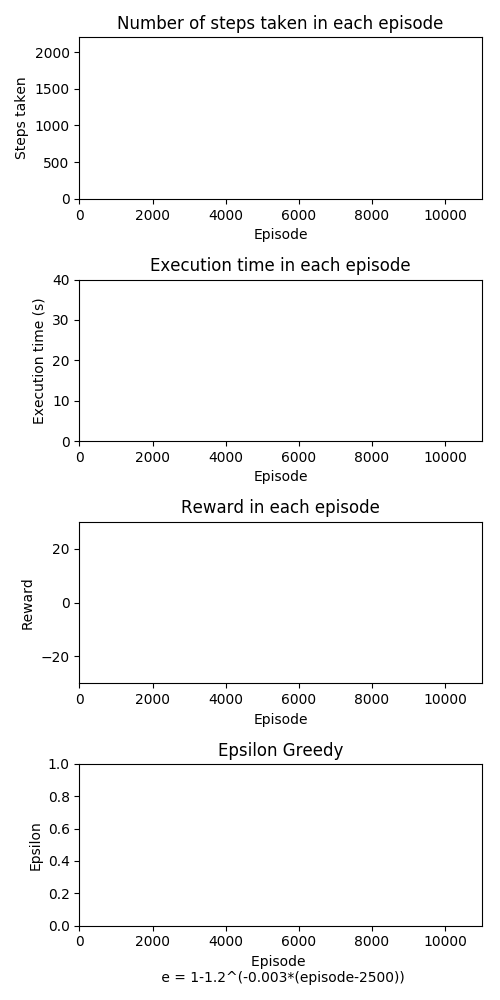 Number of steps taken in each episode
2000
1500
1000
500
0
Steps taken
0 2000 4000 6000 8000 10000
Episode
Execution time in each episode
40
30
20
10
0
Execution time (s)
0 2000 4000 6000 8000 10000
Episode
Reward in each episode
20
0
−20
Reward
0 2000 4000 6000 8000 10000
Episode
Epsilon Greedy
1.0
0.8
0.6
0.4
0.2
0.0
Epsilon
0 2000 4000 6000 8000 10000
Episode
e = 1-1.2^(-0.003*(episode-2500))